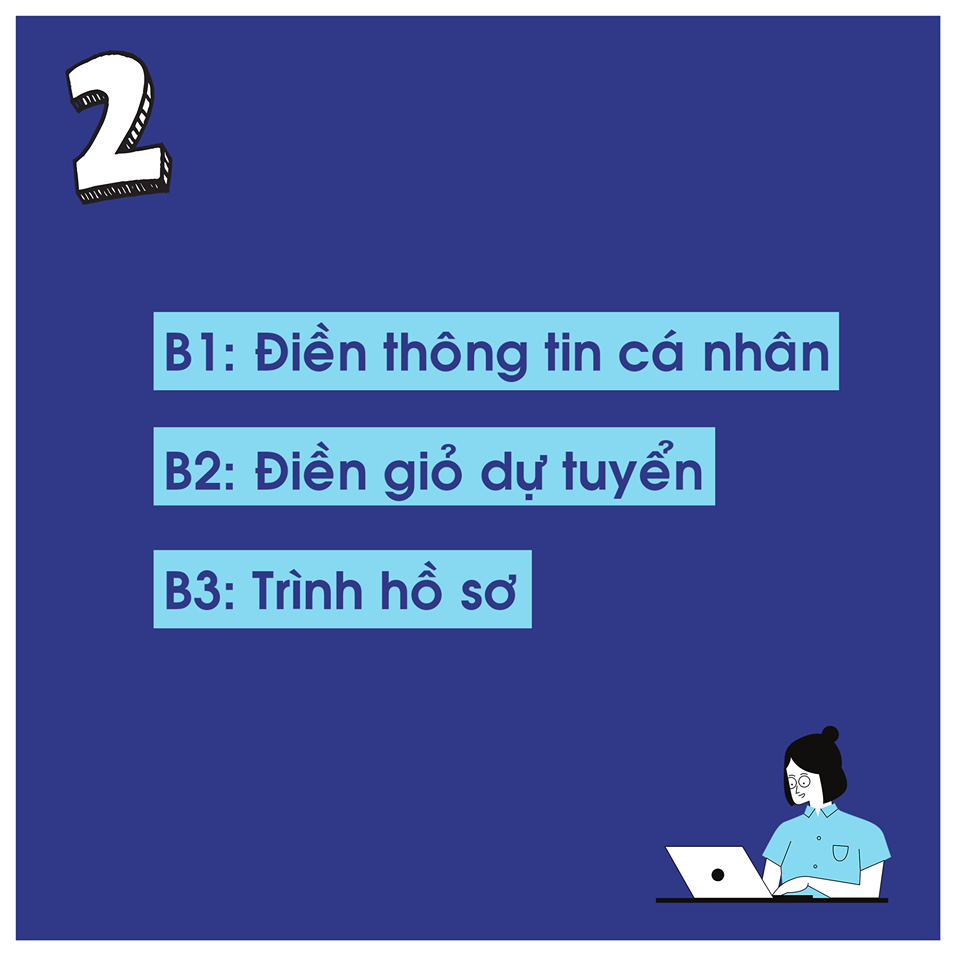 2
B1: Điền thông tin cá nhân
B2: Điền giỏ dự tuyển
B3: Trình hồ sơ